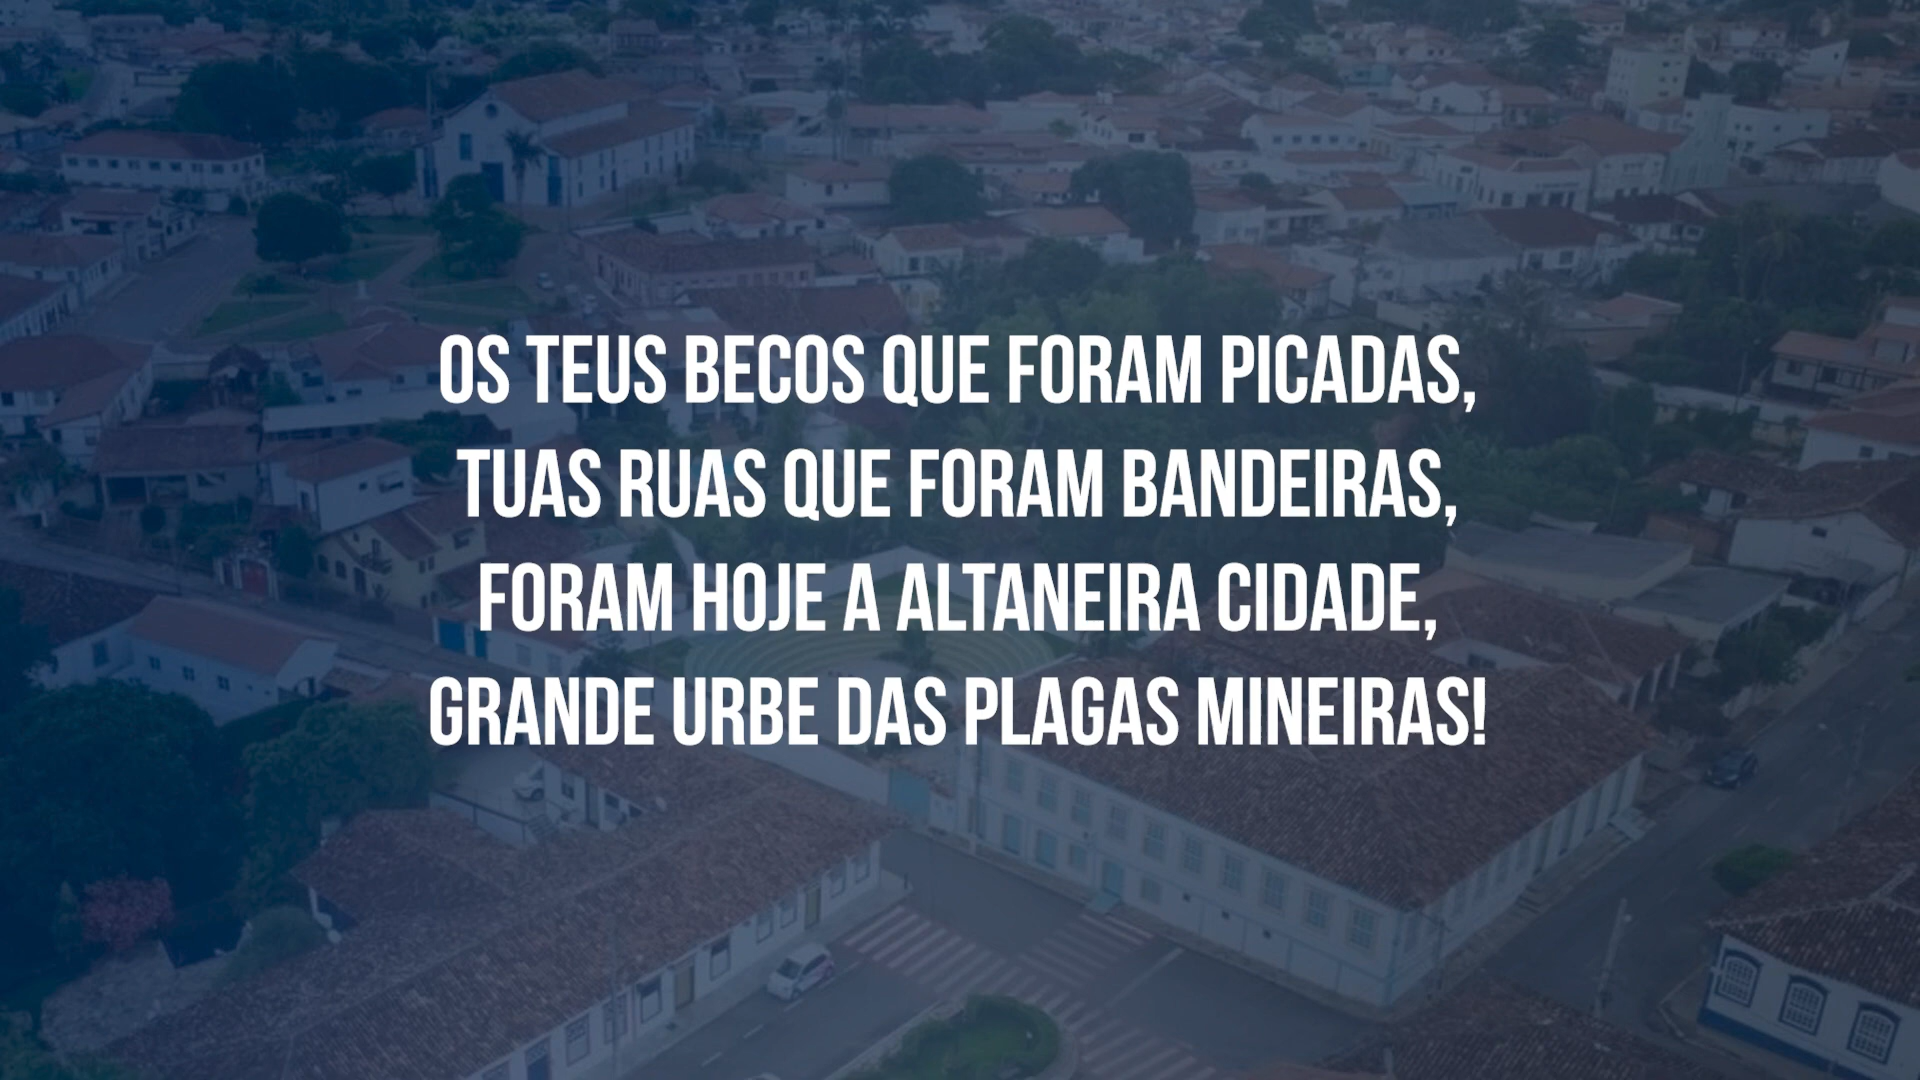 OS TEUS BECOS QUE FORAM PICADAS,
TUAS RUAS QUE FORAM BANDEIRAS,
FORAM HOJE A ALTANEIRA CIDADE,
GRANDE URBE DAS PLAGAS MINEIRAS!